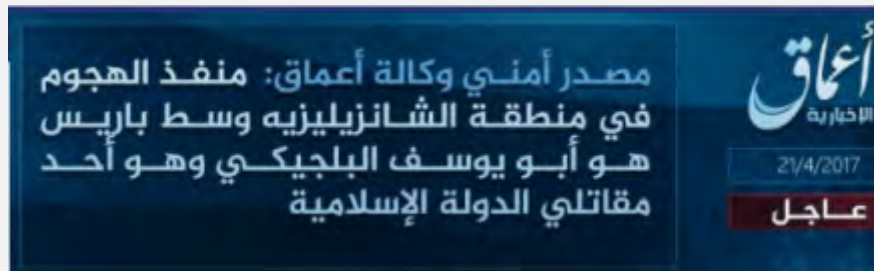 مصدر أمني وكالة أعماق: منفذ الهجوم
في منطقة الشانزيليزيه وسط باريس
هو أبو يوسف البلجيكي وهو أحد
مقاتلي الدولة الإسلامية
أعماق
الإخبارية
21/4/2017
عاجل